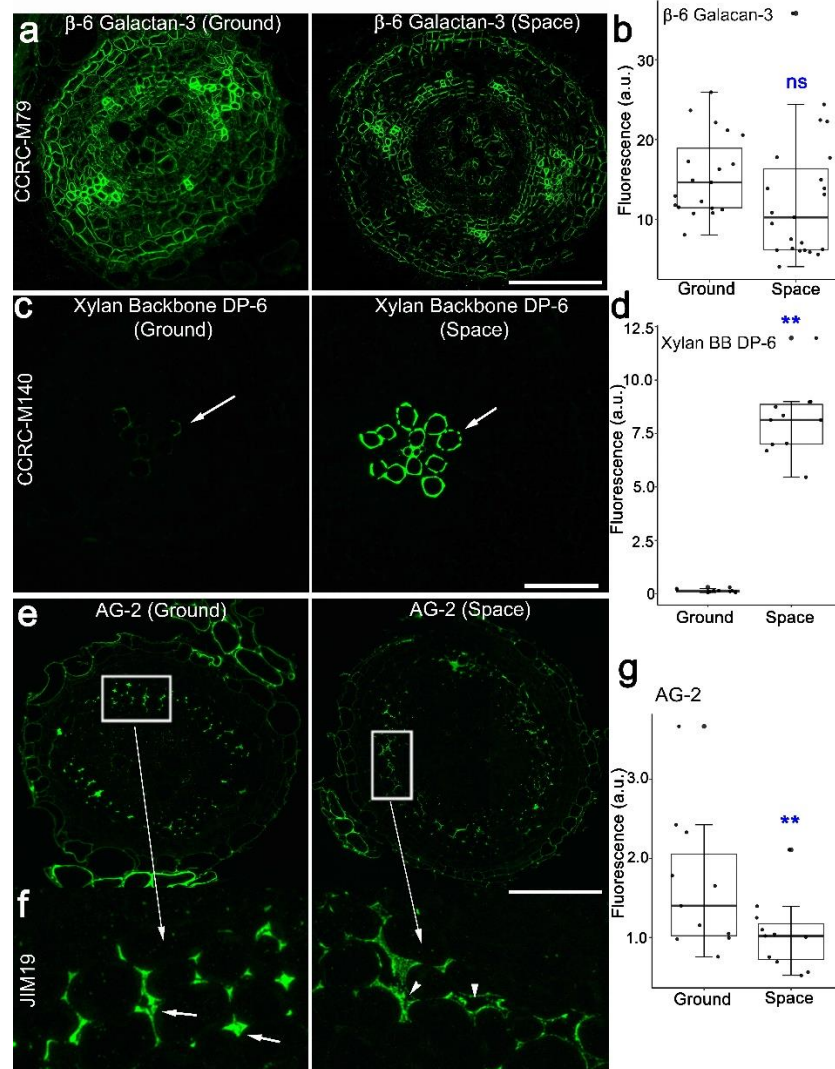 a
β-6 Galactan-3 (Ground)
β-6 Galactan-3 (Space)
CCRC-M79
b
β-6 Galacan-3
ns
Fluorescence (a.u.)
30
20
10
Ground
Space
c
Xylan Backbone DP-6
(Ground)
Xylan Backbone DP-6
(Space)
CCRC-M140
d
**
Xylan BB DP-6
Fluorescence (a.u.)
12.5
10.0
7.5
5.0
2.5
0
Ground
Space
e
AG-2 (Ground)
AG-2 (Space)
f
JIM19
g
AG-2
**
Fluorescence (a.u.)
3.0
2.0
1.0
Ground
Space